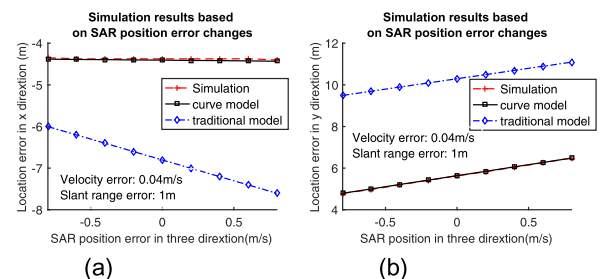 Simulation results based
on SAR position error changes
Location error in x direction (m)
-4
-5
-6
-7
-8
Simulation
curve model
traditional model
Velocity error: 0.04m/s
Slant range error: 1m
-0.5
0
0.5
SAR position error in three dirextion(m/s)
(a)
Simulation results based
on SAR position error changes
Location error in y direction (m)
12
10
8
6
4
Simulation
curve model
traditional model
Velocity error: 0.04m/s
Slant range error: 1m
-0.5
0
0.5
SAR position in three dirextion(m/s)
(b)